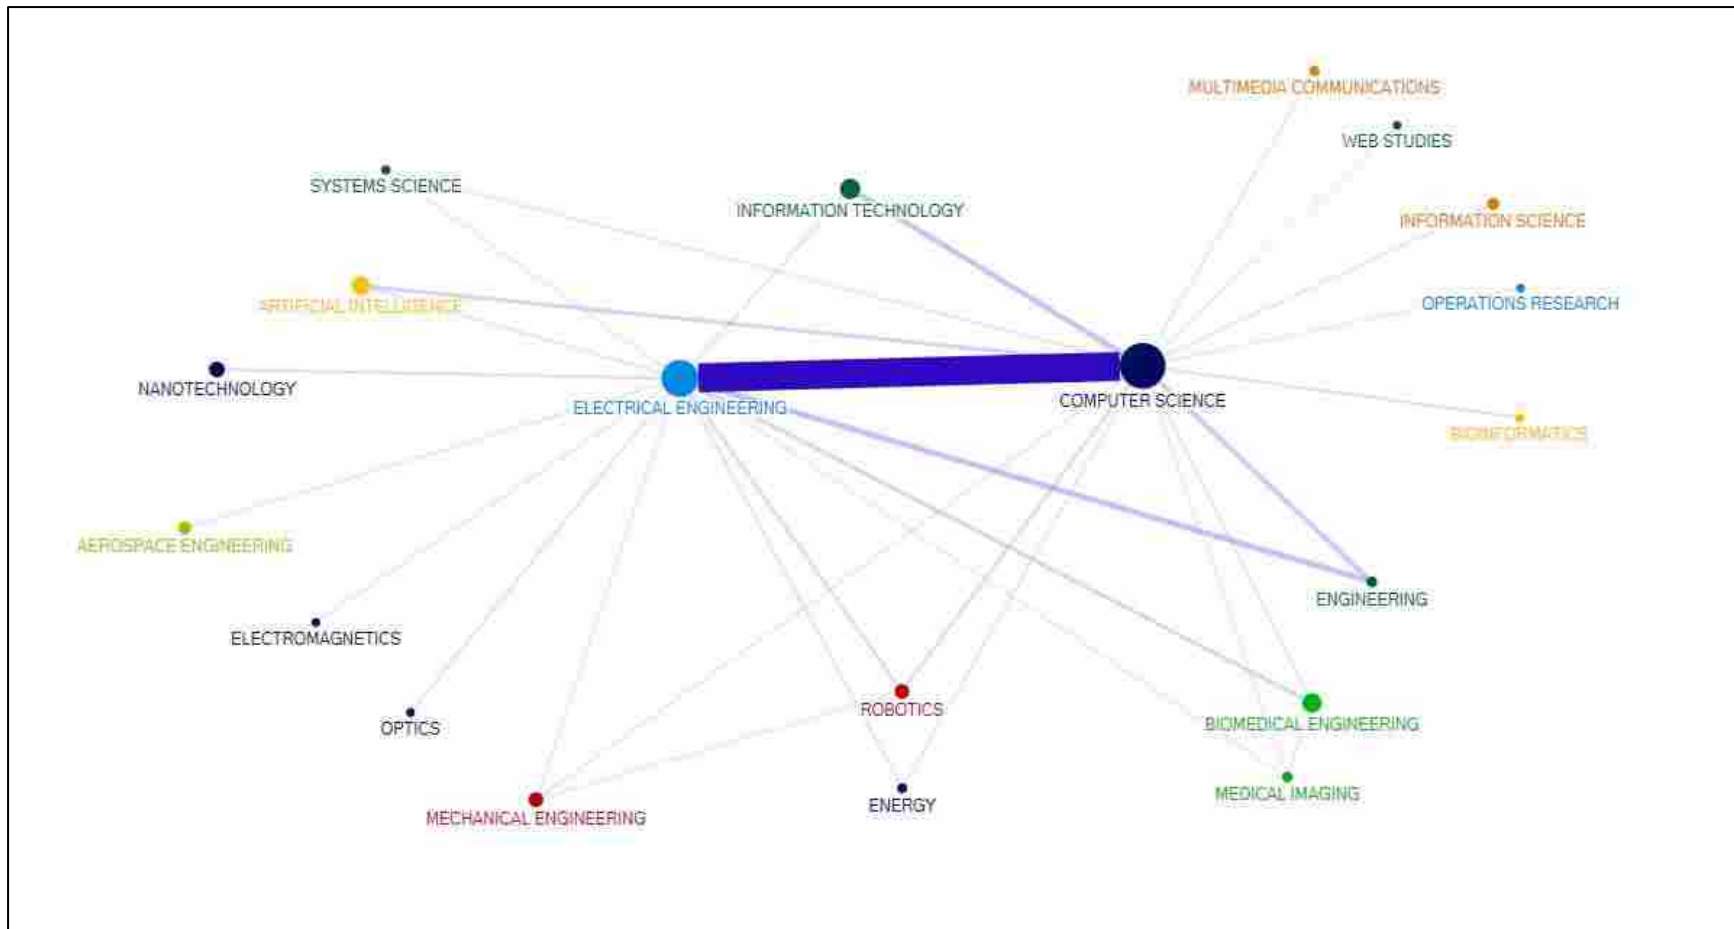 MULTIMEDIA COMMUNICATIONS
WEB STUDIES
SYSTEMS SCIENCE
INFORMATION TECHNOLOGY
INFORMATION SCIENCE
ARTIFICIAL INTELLIGENCE
OPERATIONS RESEARCH
NANOTECHNOLOGY
ELECTRICAL ENGINEERING
COMPUTER SCIENCE
BIOINFORMATICS
AEROSPACE ENGINEERING
ENGINEERING
ELECTROMAGNETICS
ROBOTICS
OPTICS
BIOMEDICAL ENGINEERING
MEDICAL IMAGING
ENERGY
MECHANICAL ENGINEERING